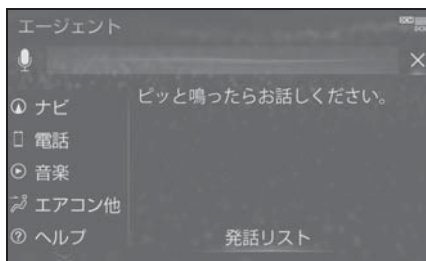 エージェント
ピッと鳴ったらお話しください。
ナビ
電話
音楽
エアコン他
ヘルプ
発話リスト